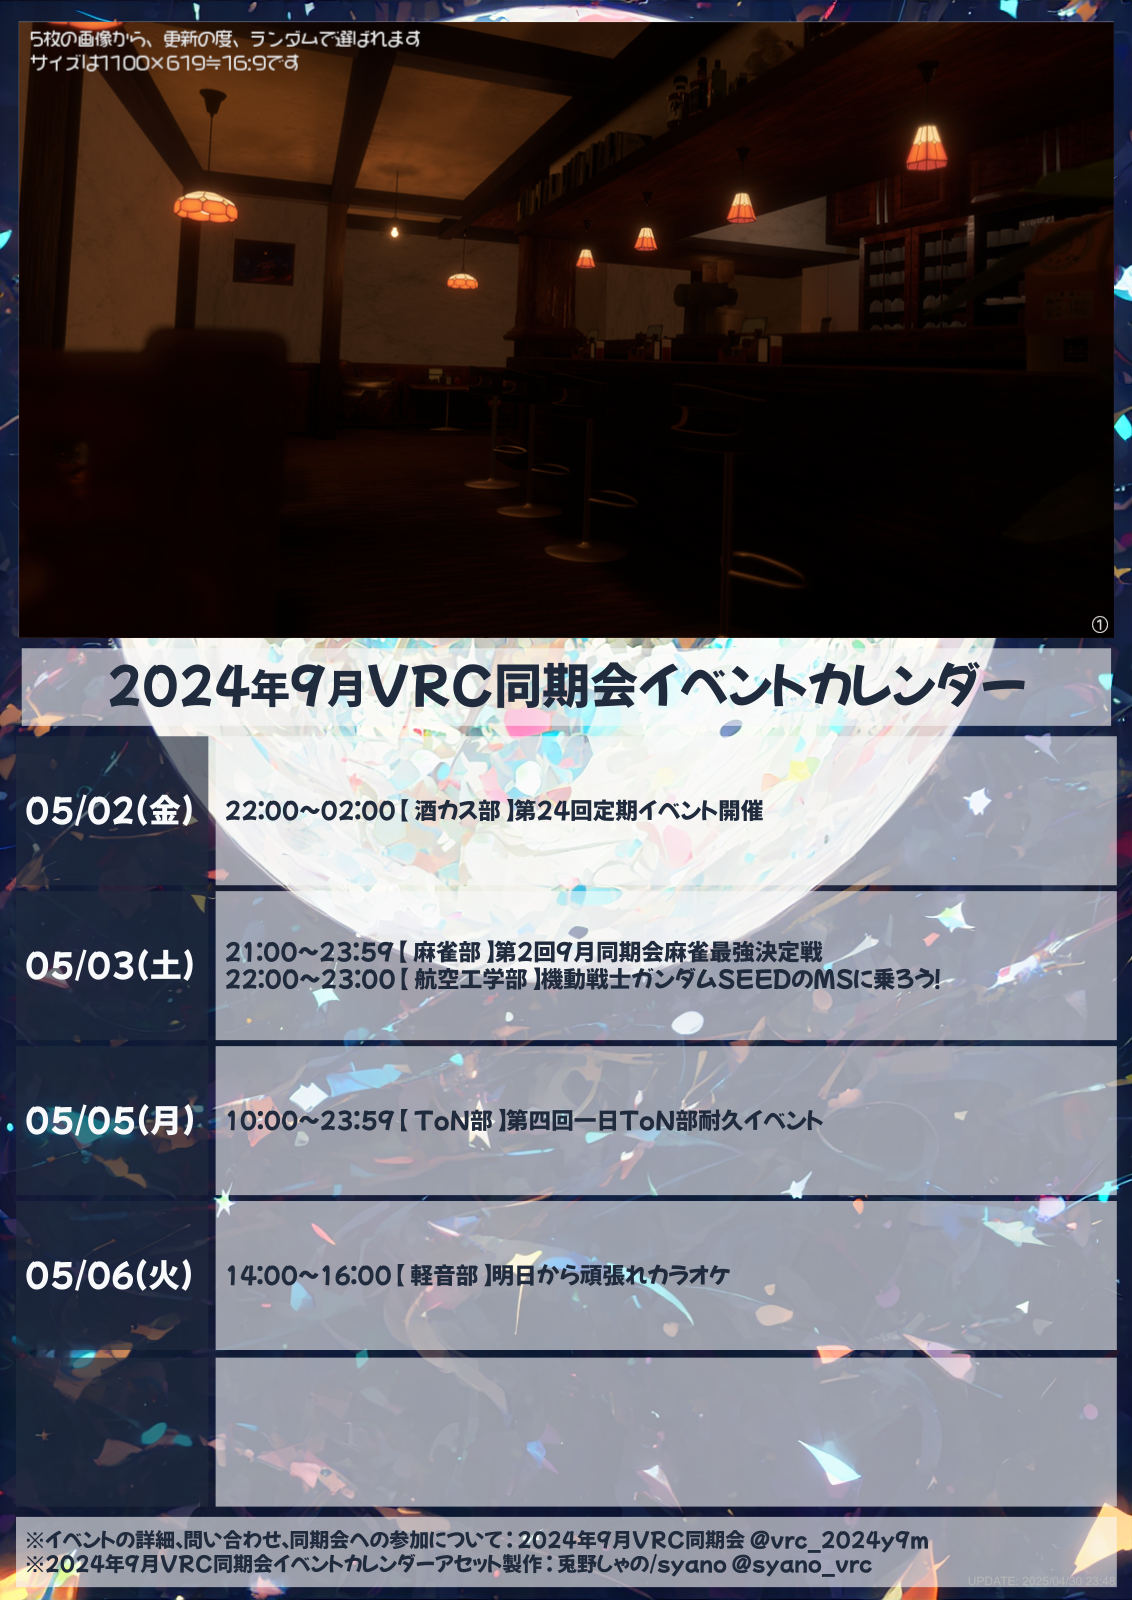 5枚の画像から、更新の度、ランダムで選ばれます
サイズは1100×619≒16:9です
①
2024年9月VRC同期会イベントカレンダー
05/02(金)
22:00～02:00【 酒カス部 】第24回定期イベント開催
05/03(土)
21:00～23:59【 麻雀部 】第2回9月同期会麻雀最強決定戦
22:00～23:00【 航空工学部 】機動戦士ガンダムSEEDのMSに乗ろう!
05/05(月)
10:00～23:59【 ToN部 】第四回一日ToN部耐久イベント
05/06(火)
14:00～16:00【 軽音部 】明日から頑張れカラオケ
※イベントの詳細、問い合わせ、同期会への参加について：2024年9月VRC同期会 @vrc_2024y9m
※2024年9月VRC同期会イベントカレンダーアセット製作：兎野しゃの/syano @syano_vrc
UPDATE: 2025/04/30 23:48